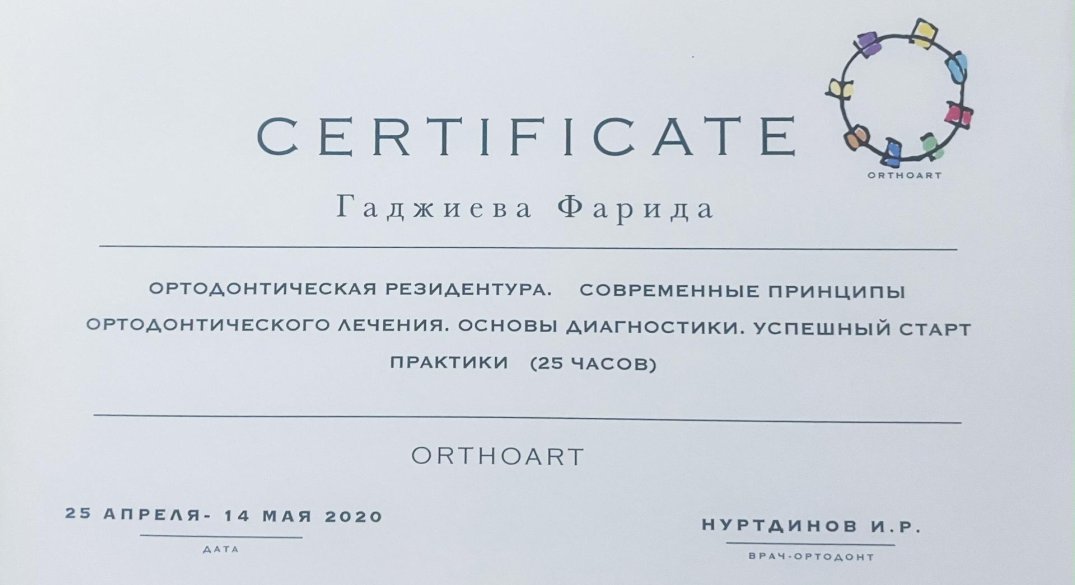 CERTIFICATE
ORTHOART
Гаджиева Фарида
ОРТОДОНТИЧЕСКАЯ РЕЗИДЕНТУРА. СОВРЕМЕННЫЕ ПРИНЦИПЫ
ОРТОДОНТИЧЕСКОГО ЛЕЧЕНИЯ. ОСНОВЫ ДИАГНОСТИКИ. УСПЕШНЫЙ СТАРТ
ПРАКТИКИ (25 ЧАСОВ)
ORTHOART
25 АПРЕЛЯ- 14 МАЯ 2020
ДАТА
НУРТДИНОВ И.Р.
ВРАЧ-ОРТОДОНТ